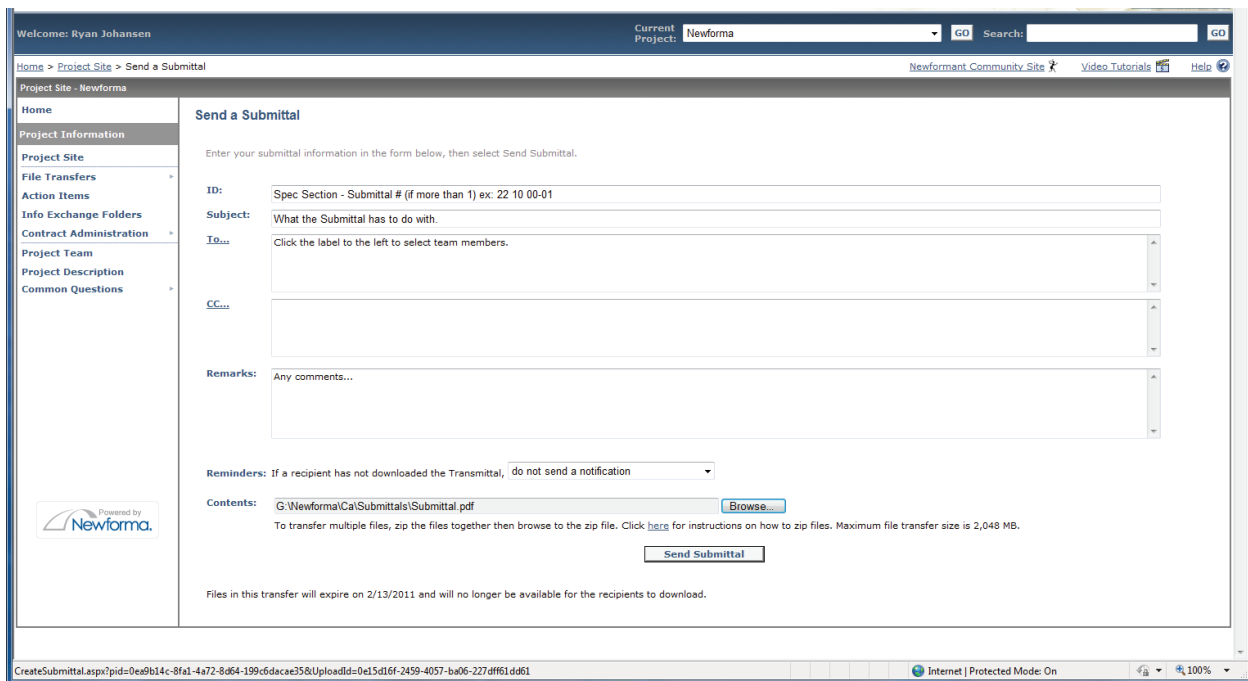 Welcome: Ryan Johansen
Current Project: Newforma GO Search: GO
Home > Project Site > Send a Submittal Newformant Community Site Video Tutorials Help
Project Site - Newforma
Home
Project Information
Project Site
File Transfers
Action Items
Info Exchange Folders
Contract Administration
Project Team
Project Description
Common Questions
Powered by
Newforma.
Send a Submittal
Enter your submittal information in the form below, then select Send Submittal.
ID: Spec Section - Submittal # (if more than 1) ex: 22 10 00-01
Subject: What the Submittal has to do with.
To... Click the label to the left to select team members.
CC...
Remarks: Any comments...
Reminders: If a recipient has not downloaded the Transmittal, do not send a notification
Contents: G:\Newforma\Ca\Submittals\Submittal.pdf Browse...
To transfer multiple files, zip the files together then browse to the zip file. Click here for instructions on how to zip files. Maximum file transfer size is 2,048 MB.
Send Submittal
Files in this transfer will expire on 2/13/2011 and will no longer be available for the recipients to download.
CreateSubmittal.aspx?pid=0ea9b14c-8fa1-4a72-8d64-199c6dacae35&UploadId=0e15d16f-2459-4057-ba06-227dff61dd61 Internet | Protected Mode: On 100%